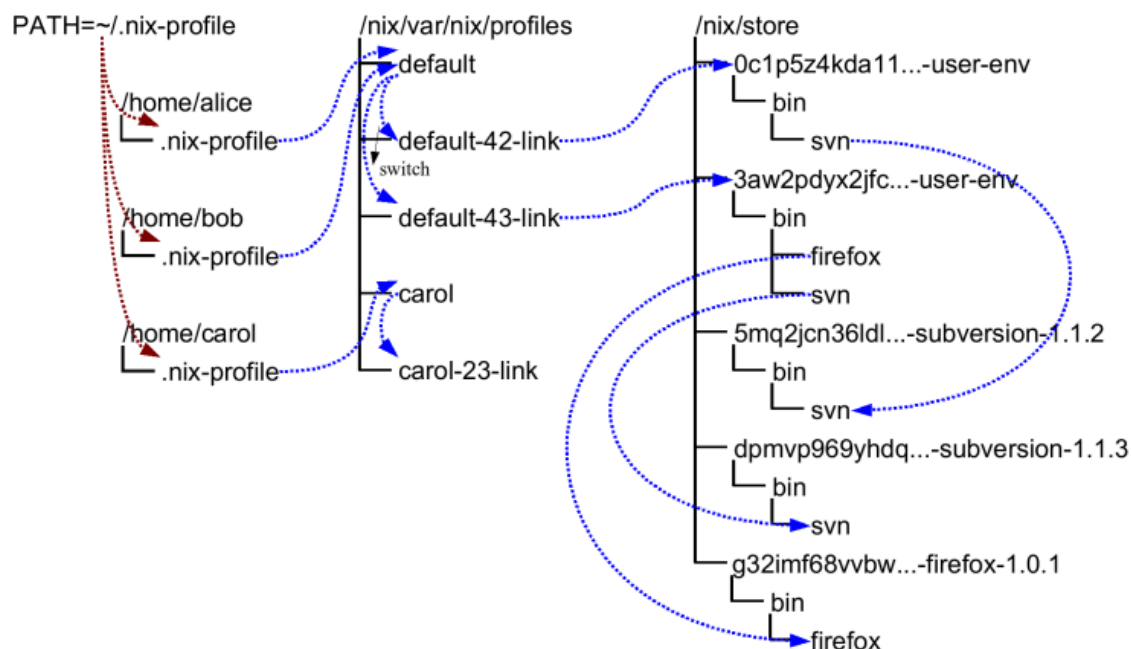 PATH=~/.nix-profile
/home/alice
.nix-profile
/home/bob
.nix-profile
/home/carol
.nix-profile
/nix/var/nix/profiles
default
default-42-link
switch
default-43-link
carol
carol-23-link
/nix/store
0c1p5z4kda11...-user-env
bin
svn
3aw2pdyx2jfc...-user-env
bin
firefox
svn
5mq2jcn36ldl...-subversion-1.1.2
bin
svn
dpmvp969yhdq...-subversion-1.1.3
bin
svn
g32imf68vvbw...-firefox-1.0.1
bin
firefox